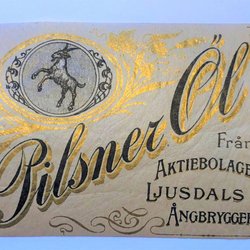 Pilsner Öl
Från
AKTIEBOLAGE
LJUSDALS
ÅNGBRYGGE